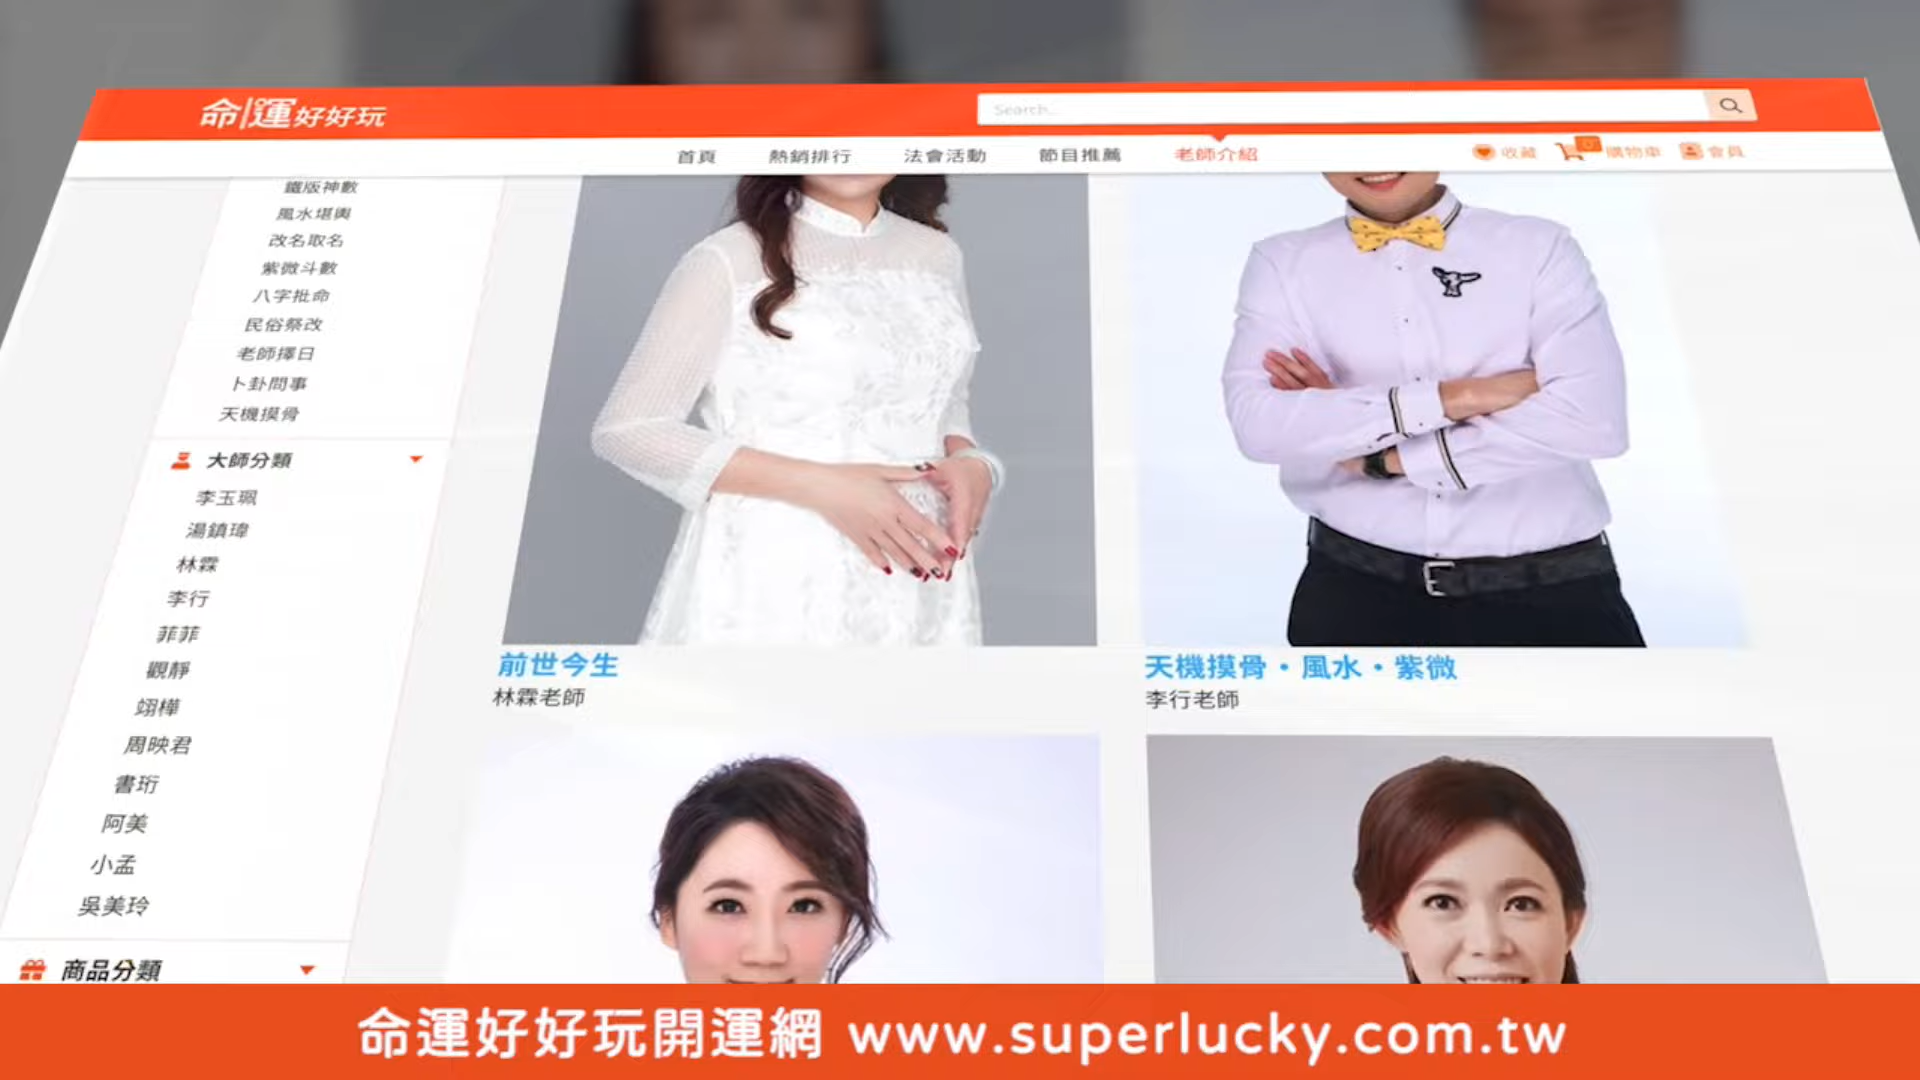 命運好好玩
Search...
首頁 熱銷排行 法會活動 節目推薦 老師介紹 收藏 0 購物車 會員
鐵版神數
風水堪輿
改名取名
紫微斗數
八字批命
民俗祭改
老師擇日
卜卦問事
天機摸骨
大師分類
李玉珮
湯鎮瑋
林霖
李行
菲菲
觀靜
翊樺
周映君
書珩
阿美
小孟
吳美玲
商品分類
前世今生
林霖老師
天機摸骨・風水・紫微
李行老師
命運好好玩開運網 www.superlucky.com.tw